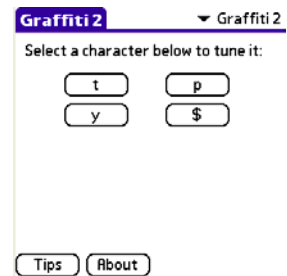 Graffiti 2 Graffiti 2
Select a character below to tune it:
t p
y $
Tips About